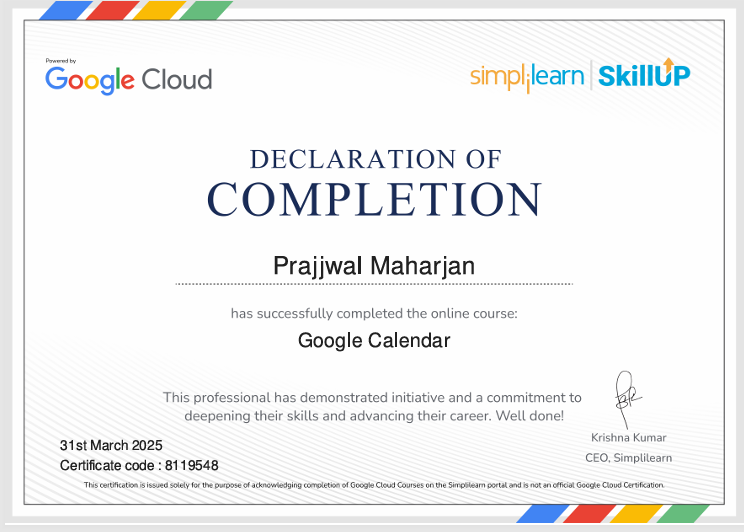 Powered by
Google Cloud
simplilearn | SkillUP
DECLARATION OF
COMPLETION
Prajjwal Maharjan
has successfully completed the online course:
Google Calendar
This professional has demonstrated initiative and a commitment to
deepening their skills and advancing their career. Well done!
31st March 2025
Certificate code : 8119548
Krishna Kumar
CEO, Simplilearn
This certification is issued solely for the purpose of acknowledging completion of Google Cloud Courses on the Simplilearn portal and is not an official Google Cloud Certification.